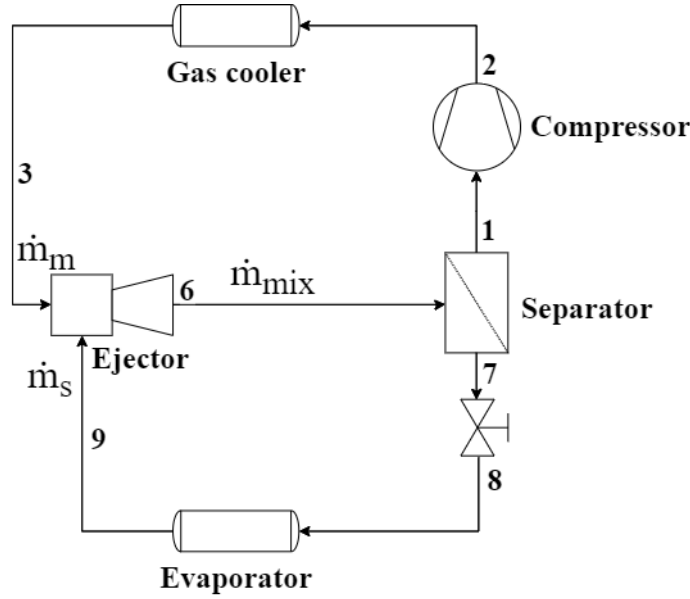 Gas cooler
2
Compressor
3
1
ṁm
ṁmix
6
Separator
Ejector
7
ṁs
9
8
Evaporator